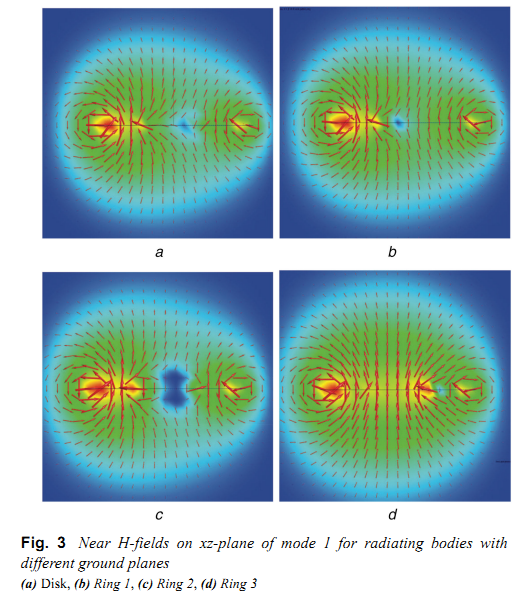 a
b
c
d
Fig. 3 Near H-fields on xz-plane of mode 1 for radiating bodies with
different ground planes
(a) Disk, (b) Ring 1, (c) Ring 2, (d) Ring 3